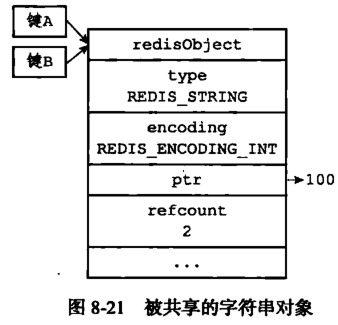 键A
键B
redisObject
type
REDIS_STRING
encoding
REDIS_ENCODING_INT
ptr
100
refcount
2
...
图 8-21 被共享的字符串对象